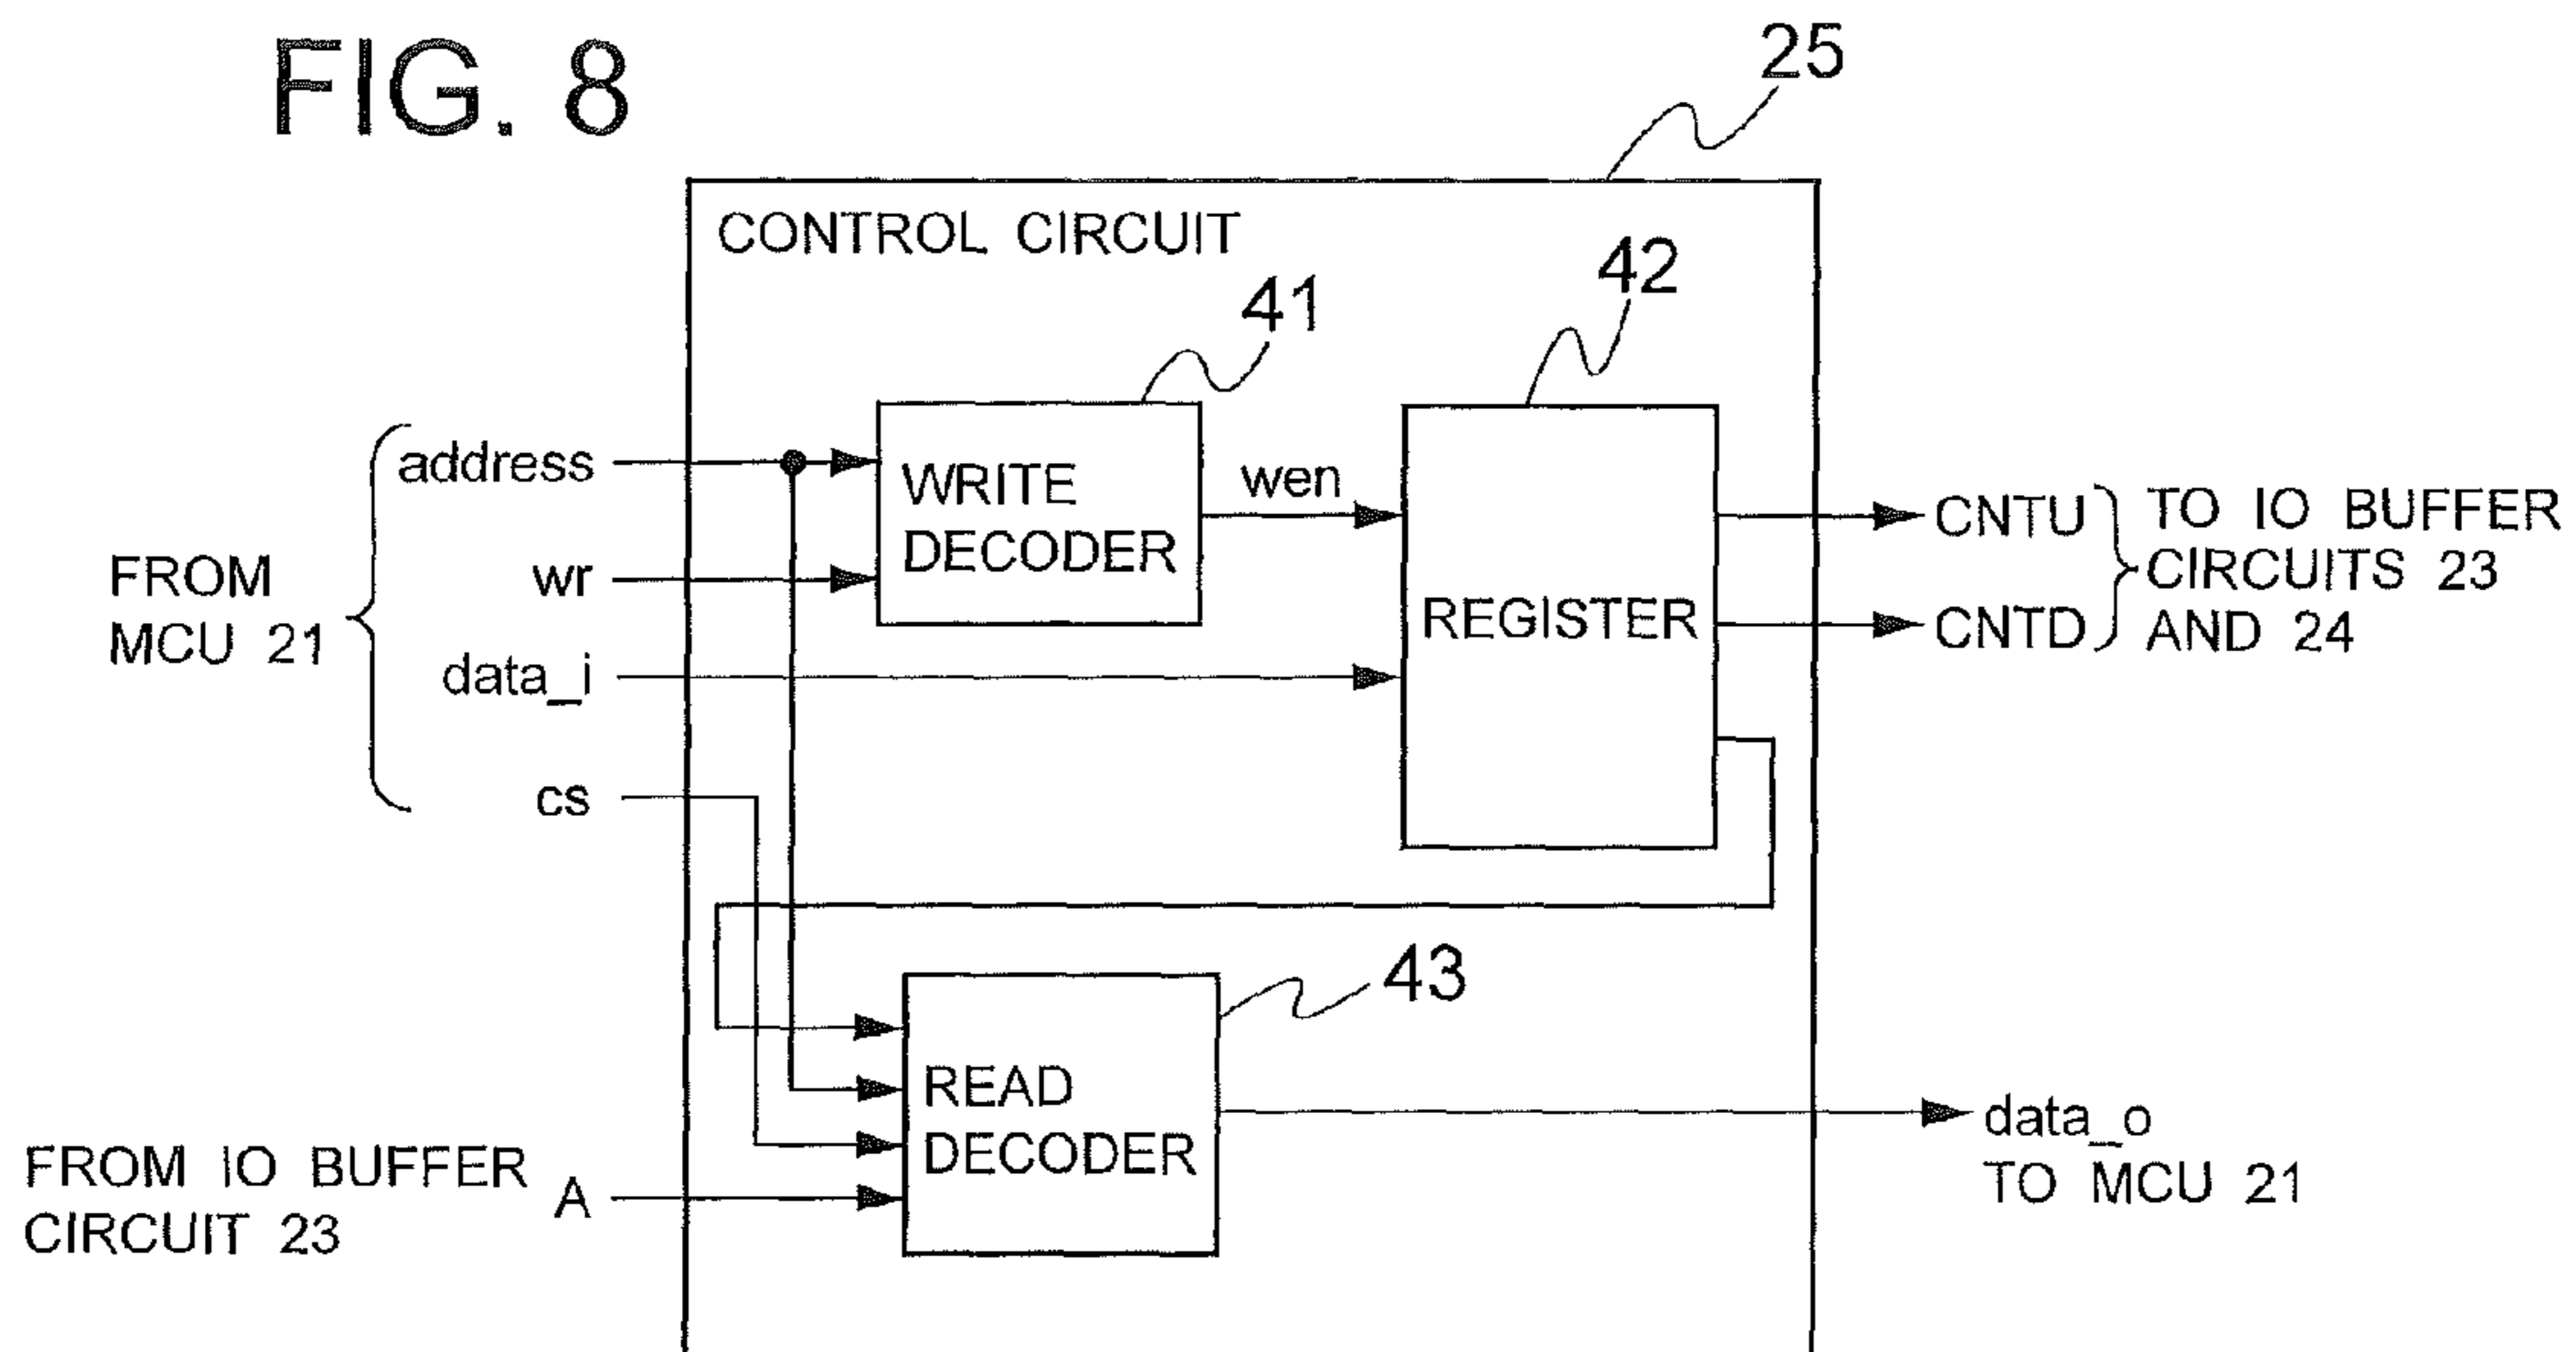 FIG. 8
25
CONTROL CIRCUIT
41
42
address
wr
data_i
cs
FROM
MCU 21
WRITE
DECODER
wen
REGISTER
CNTU
CNTD
TO IO BUFFER
CIRCUITS 23
AND 24
43
READ
DECODER
FROM IO BUFFER
CIRCUIT 23
A
data_o
TO MCU 21